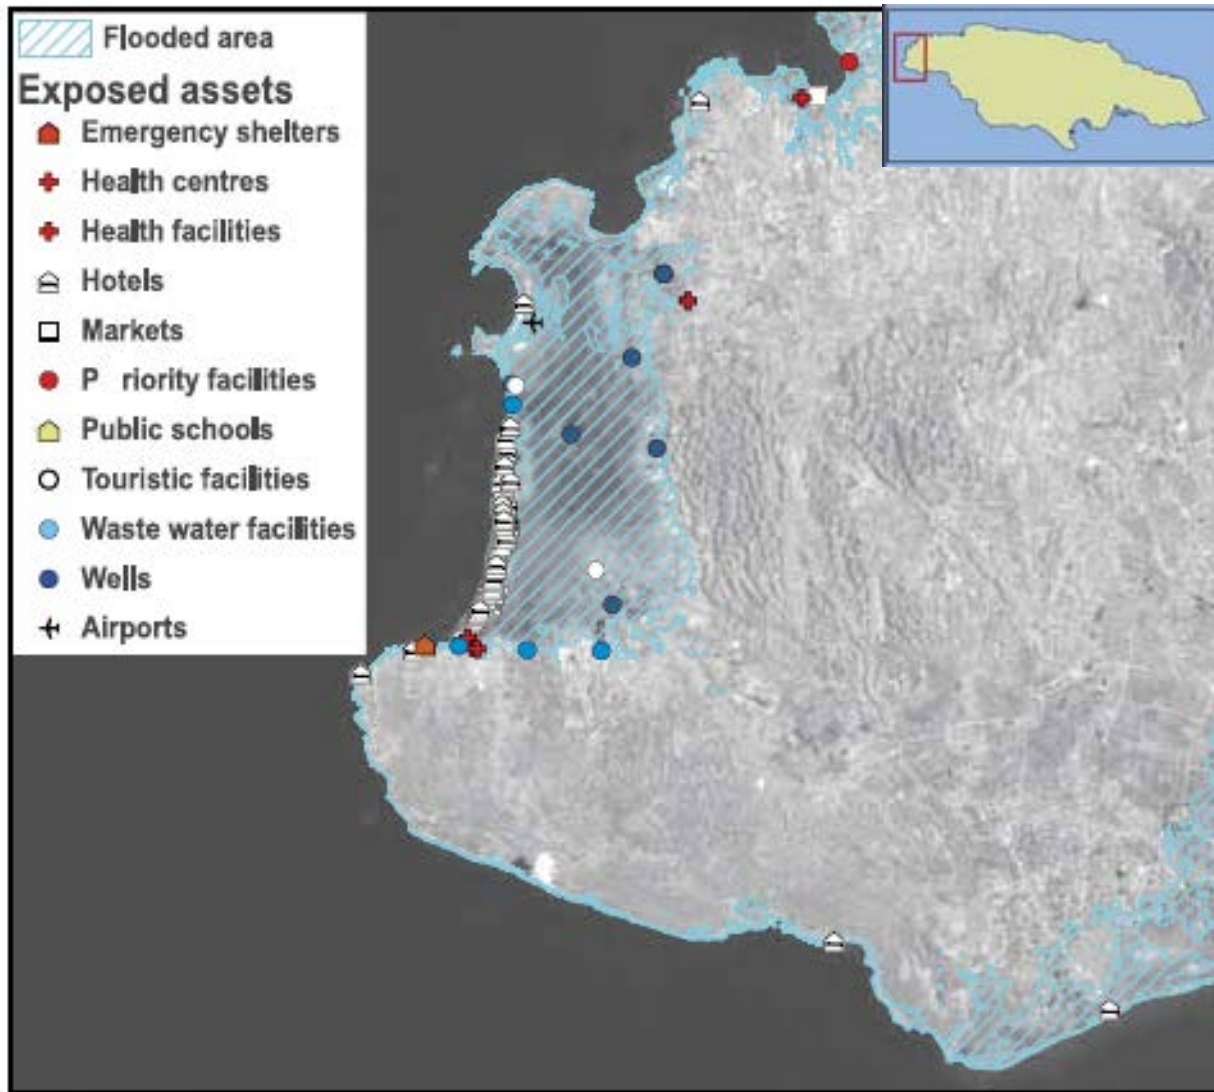 Flooded area
Exposed assets
Emergency shelters
Health centres
Health facilities
Hotels
Markets
P riority facilities
Public schools
Touristic facilities
Waste water facilities
Wells
Airports